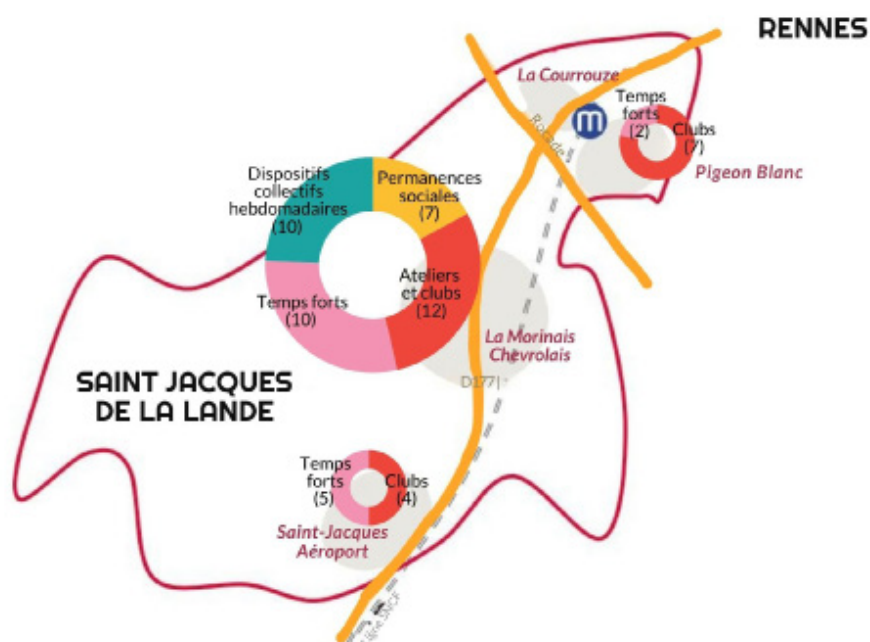 RENNES
La Courrouze
m
Temps
forts
(2)
Clubs
(7)
Pigeon Blanc
Rocade
Dispositifs
collectifs
hebdomadaires
(10)
Permanences
sociales
(7)
Ateliers
et clubs
(12)
Temps forts
(10)
La Morinais
Chevrolais
D177
SAINT JACQUES
DE LA LANDE
Temps
forts
(5)
Clubs
(4)
Saint-Jacques
Aéroport
ligne SNCF